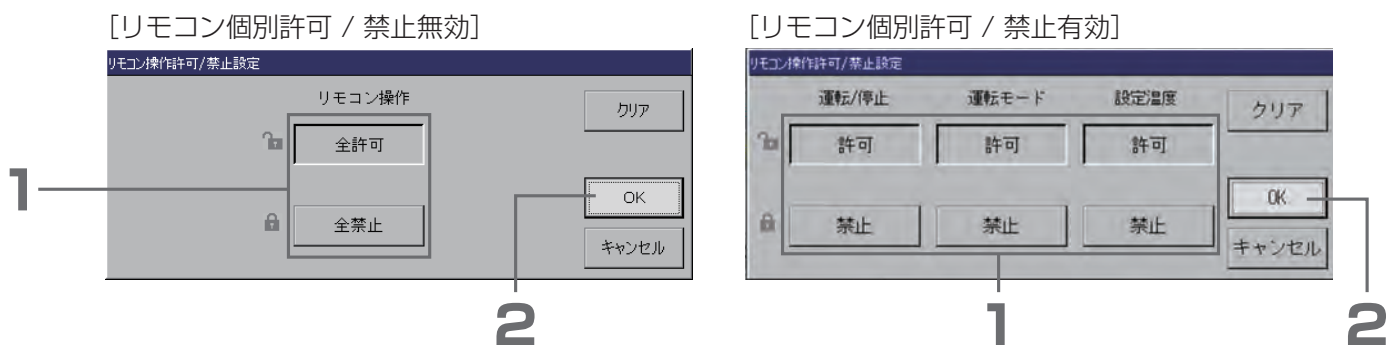 [リモコン個別許可 / 禁止無効]
リモコン操作許可/禁止設定
リモコン操作
クリア
全許可
1
OK
全禁止
キャンセル
2
[リモコン個別許可 / 禁止有効]
リモコン操作許可/禁止設定
運転/停止 運転モード 設定温度
クリア
許可 許可 許可
OK
禁止 禁止 禁止
キャンセル
1
2